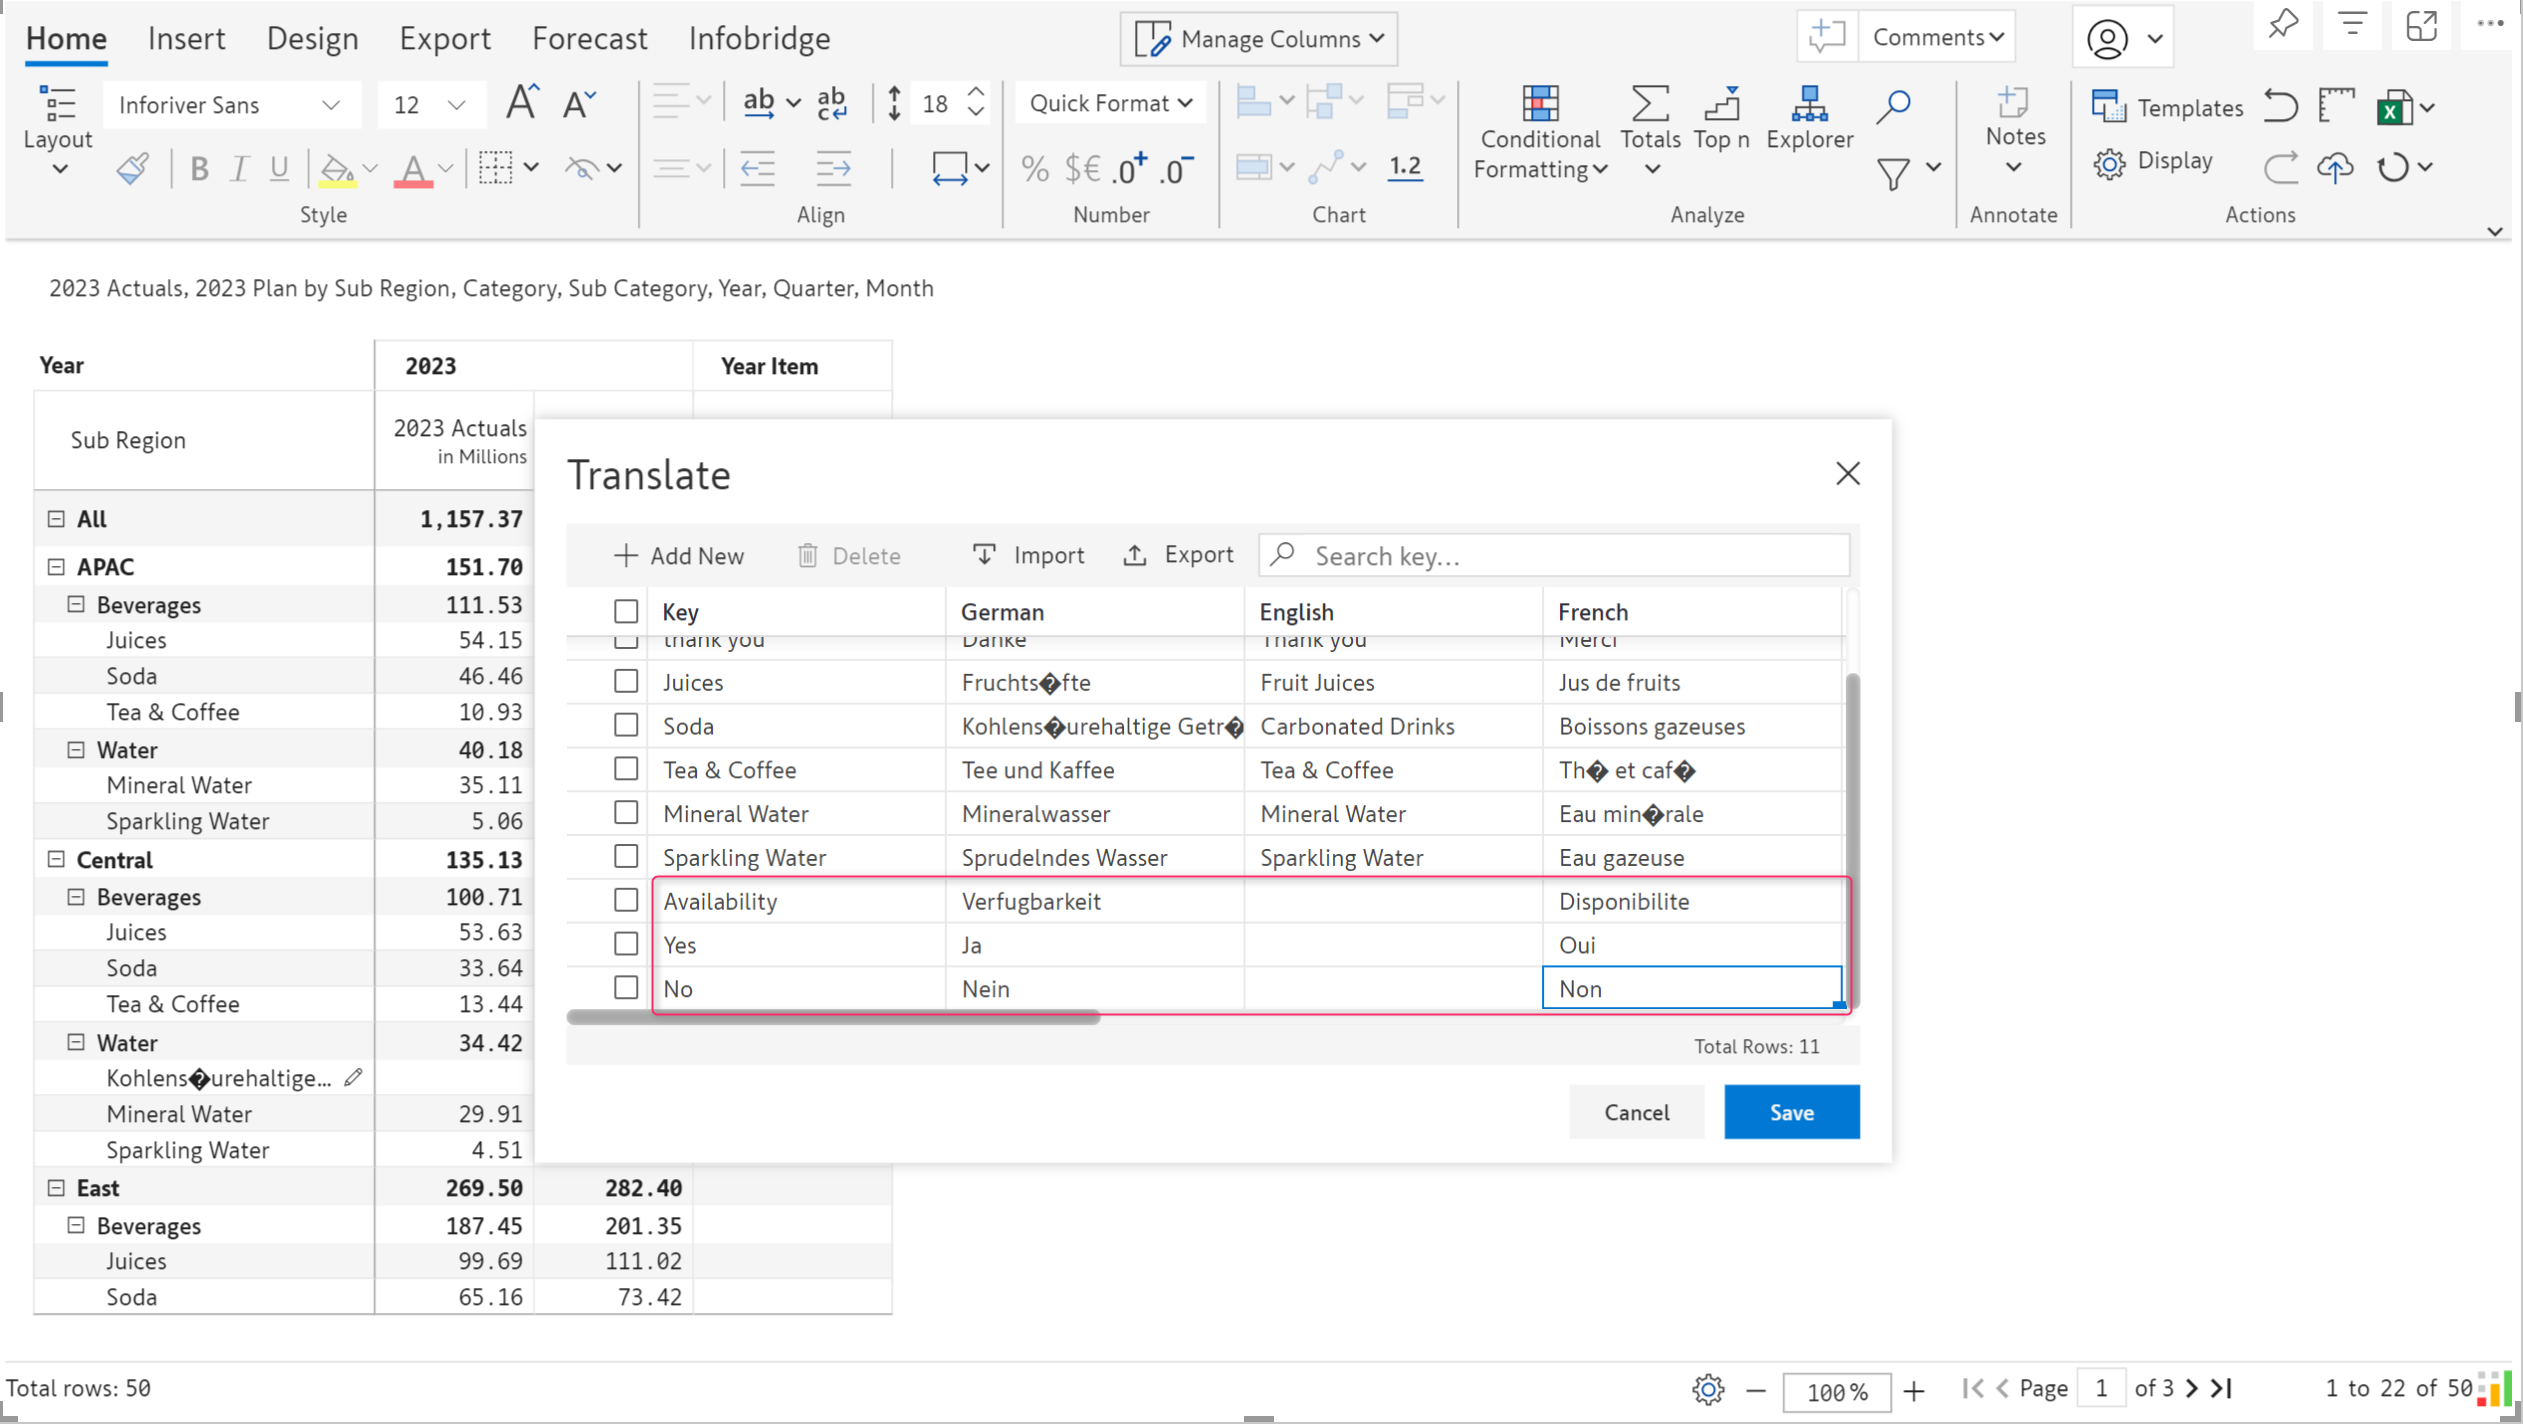 Home Insert Design Export Forecast Infobridge Manage Columns Comments
Inforiver Sans 12 ab ab 18 Quick Format Templates
Layout Conditional Totals Top n Explorer Notes
B I U A % $€ .0+ .0- 1.2 Formatting Display
Style Align Number Chart Analyze Annotate Actions
2023 Actuals, 2023 Plan by Sub Region, Category, Sub Category, Year, Quarter, Month
Year 2023 Year Item
Sub Region 2023 Actuals
in Millions
All 1,157.37
APAC 151.70
Beverages 111.53
Juices 54.15
Soda 46.46
Tea & Coffee 10.93
Water 40.18
Mineral Water 35.11
Sparkling Water 5.06
Central 135.13
Beverages 100.71
Juices 53.63
Soda 33.64
Tea & Coffee 13.44
Water 34.42
Kohlens�urehaltige...
Mineral Water 29.91
Sparkling Water 4.51
East 269.50 282.40
Beverages 187.45 201.35
Juices 99.69 111.02
Soda 65.16 73.42
Translate
Add New Delete Import Export Search key...
Key German English French
thank you Danke Thank you Merci
Juices Fruchts�fte Fruit Juices Jus de fruits
Soda Kohlens�urehaltige Getr� Carbonated Drinks Boissons gazeuses
Tea & Coffee Tee und Kaffee Tea & Coffee Th� et caf�
Mineral Water Mineralwasser Mineral Water Eau min�rale
Sparkling Water Sprudelndes Wasser Sparkling Water Eau gazeuse
Availability Verfugbarkeit Disponibilite
Yes Ja Oui
No Nein Non
Total Rows: 11
Cancel Save
Total rows: 50 100 % Page 1 of 3 1 to 22 of 50